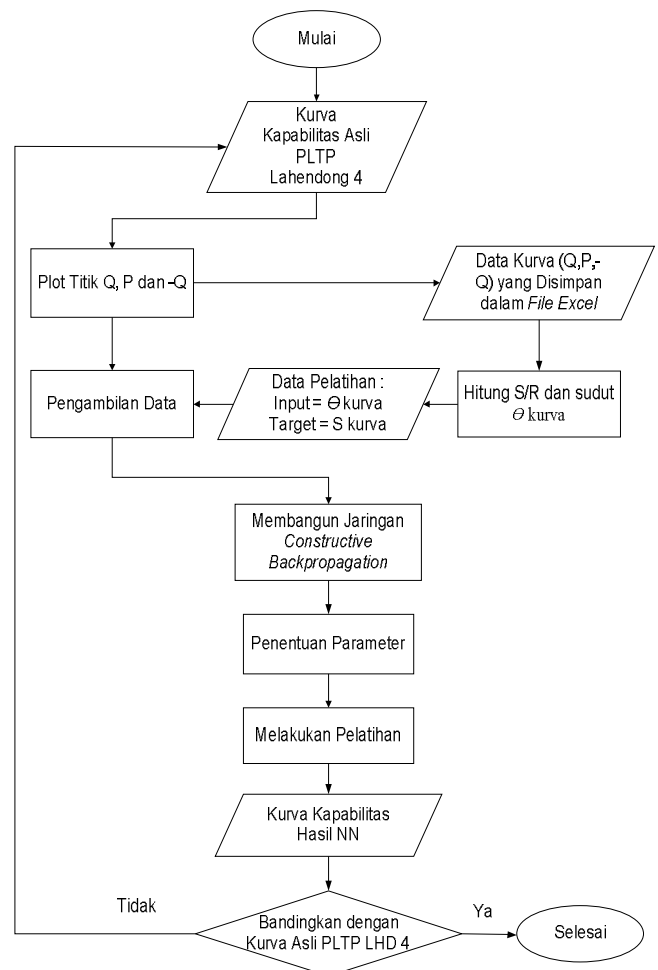 Mulai
Kurva
Kapabilitas Asli
PLTP
Lahendong 4
Plot Titik Q, P dan –Q
Data Kurva (Q,P,-
Q) yang Disimpan
dalam File Excel
Pengambilan Data
Data Pelatihan :
Input = Ѳ kurva
Target = S kurva
Hitung S/R dan sudut
Ѳ kurva
Membangun Jaringan
Constructive
Backpropagation
Penentuan Parameter
Melakukan Pelatihan
Kurva Kapabilitas
Hasil NN
Tidak
Bandingkan dengan
Kurva Asli PLTP LHD 4
Ya
Selesai